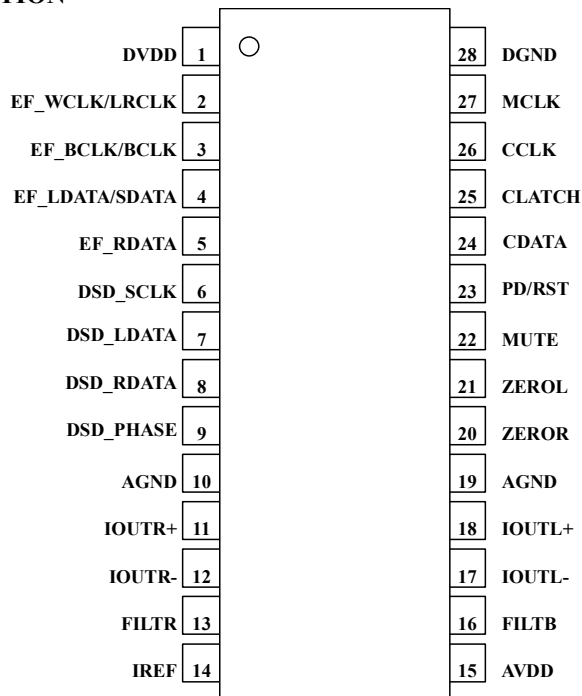 DVDD 1 28 DGND
EF_WCLK/LRCLK 2 27 MCLK
EF_BCLK/BCLK 3 26 CCLK
EF_LDATA/SDATA 4 25 CLATCH
EF_RDATA 5 24 CDATA
DSD_SCLK 6 23 PD/RST
DSD_LDATA 7 22 MUTE
DSD_RDATA 8 21 ZEROL
DSD_PHASE 9 20 ZEROR
AGND 10 19 AGND
IOUTR+ 11 18 IOUTL+
IOUTR- 12 17 IOUTL-
FILTR 13 16 FILTB
IREF 14 15 AVDD